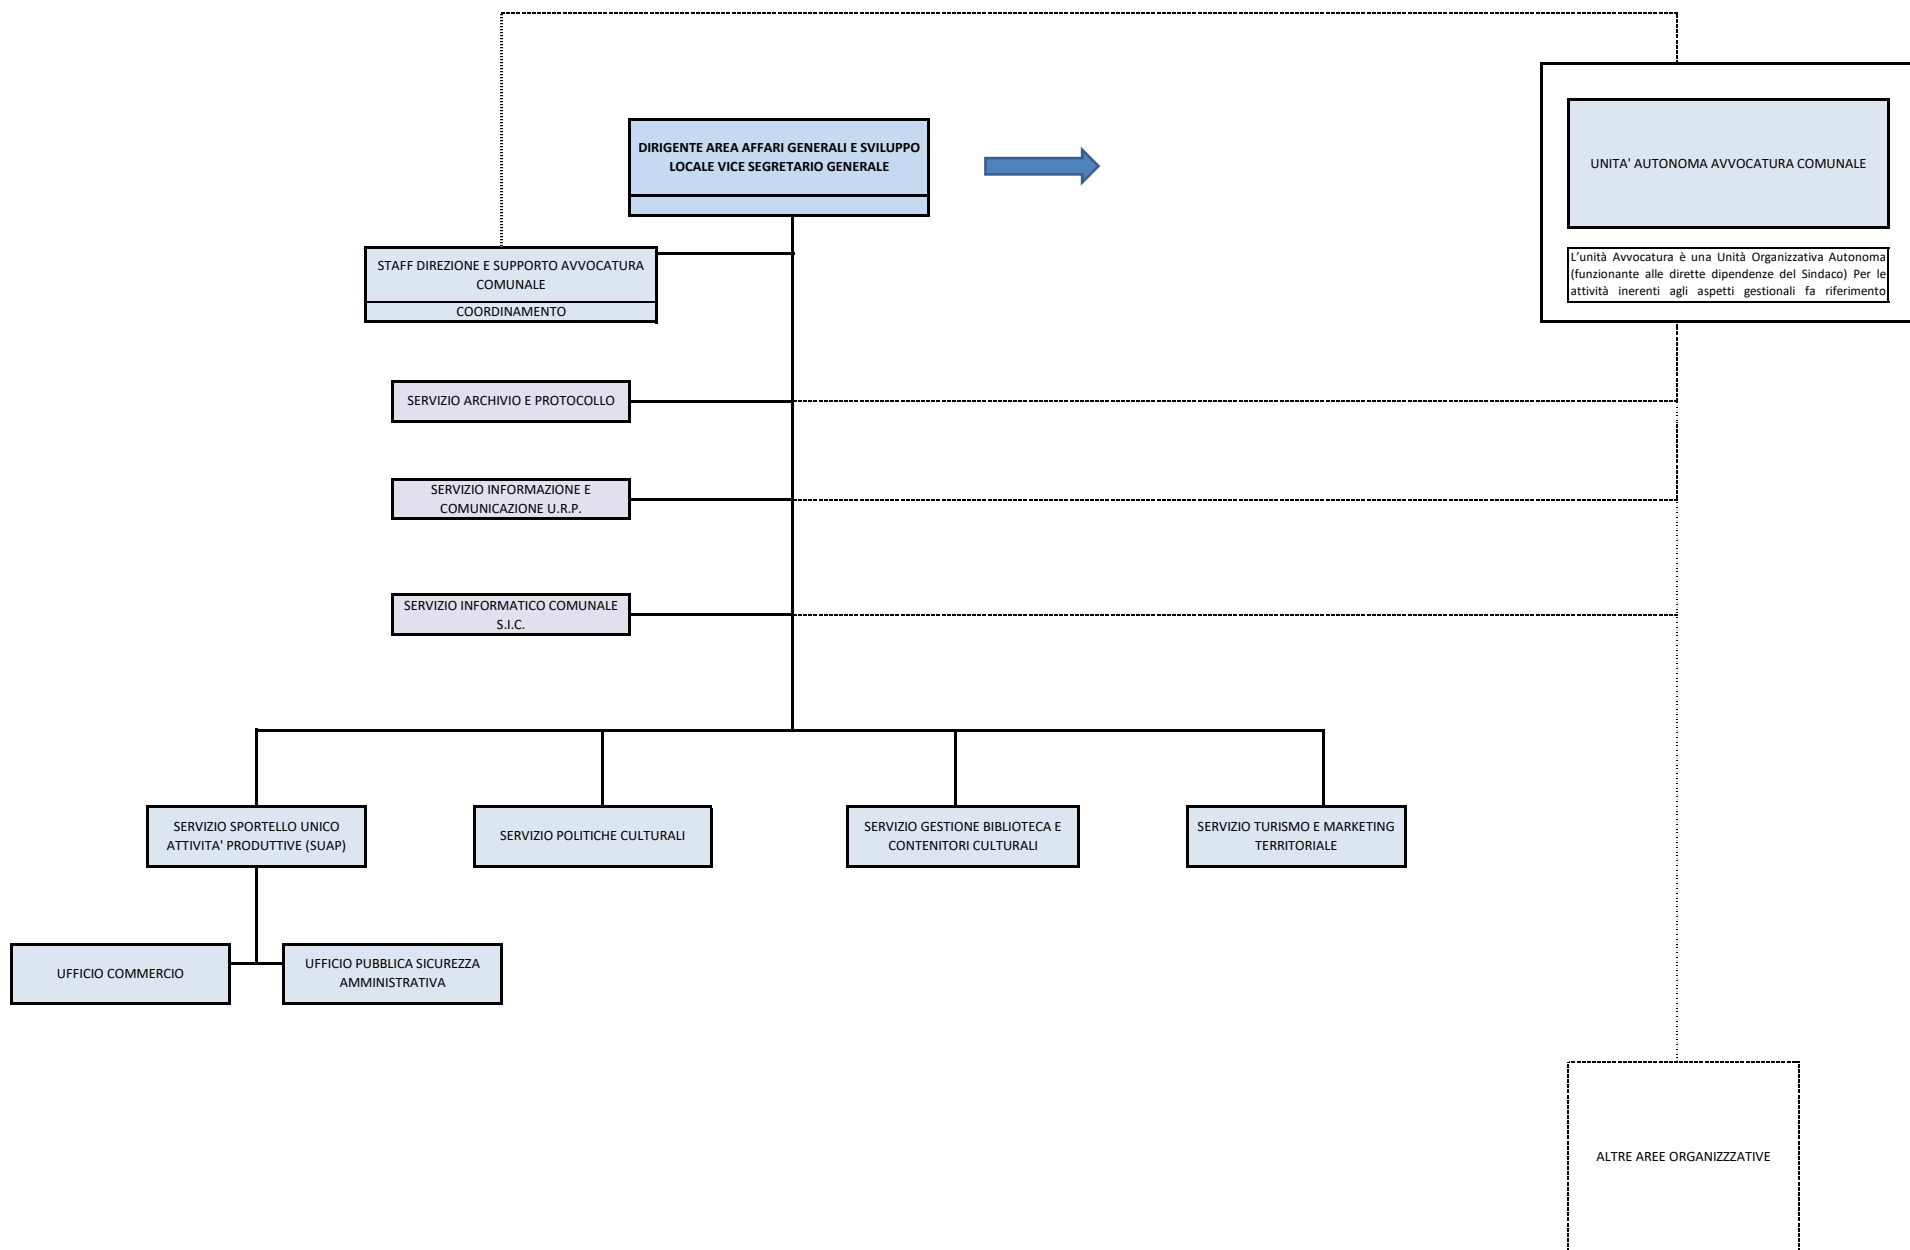 DIRIGENTE AREA AFFARI GENERALI E SVILUPPO
LOCALE VICE SEGRETARIO GENERALE
UNITA' AUTONOMA AVVOCATURA COMUNALE
STAFF DIREZIONE E SUPPORTO AVVOCATURA
COMUNALE
COORDINAMENTO
L'unità Avvocatura è una Unità Organizzativa Autonoma
(funzionante alle dirette dipendenze del Sindaco) Per le
attività inerenti agli aspetti gestionali fa riferimento
SERVIZIO ARCHIVIO E PROTOCOLLO
SERVIZIO INFORMAZIONE E
COMUNICAZIONE U.R.P.
SERVIZIO INFORMATICO COMUNALE
S.I.C.
SERVIZIO SPORTELLO UNICO
ATTIVITA' PRODUTTIVE (SUAP)
SERVIZIO POLITICHE CULTURALI
SERVIZIO GESTIONE BIBLIOTECA E
CONTENITORI CULTURALI
SERVIZIO TURISMO E MARKETING
TERRITORIALE
UFFICIO COMMERCIO
UFFICIO PUBBLICA SICUREZZA
AMMINISTRATIVA
ALTRE AREE ORGANIZZZATIVE